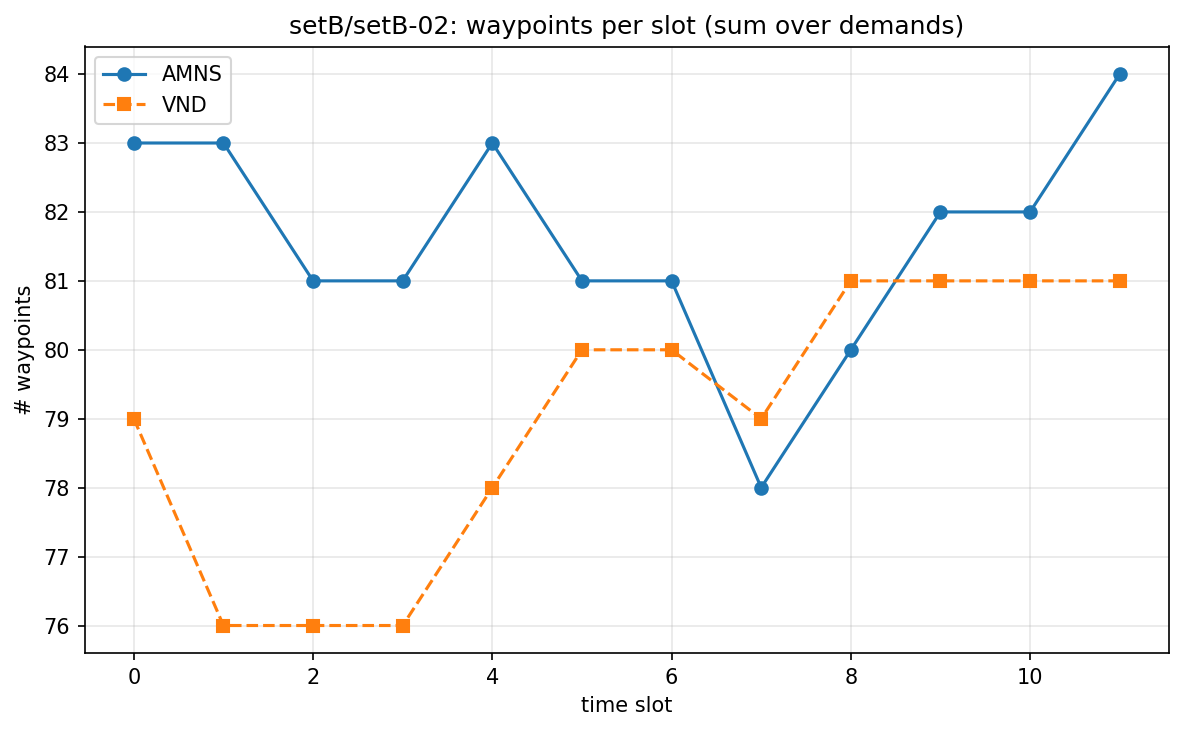 setB/setB-02: waypoints per slot (sum over demands)
AMNS
VND
# waypoints
84
83
82
81
80
79
78
77
76
0 2 4 6 8 10
time slot